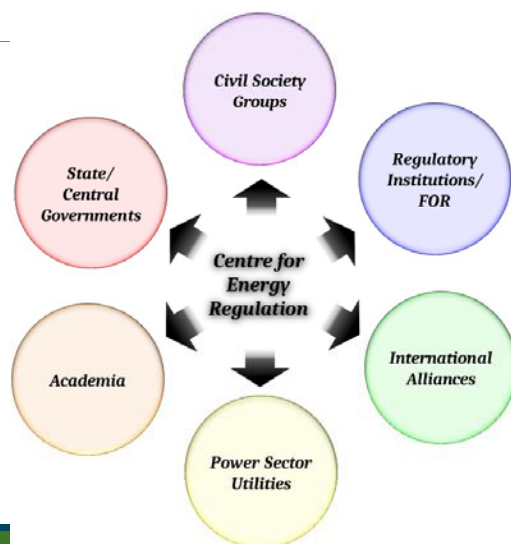 Civil Society
Groups
State/
Central
Governments
Regulatory
Institutions/
FOR
Centre for
Energy
Regulation
Academia
International
Alliances
Power Sector
Utilities